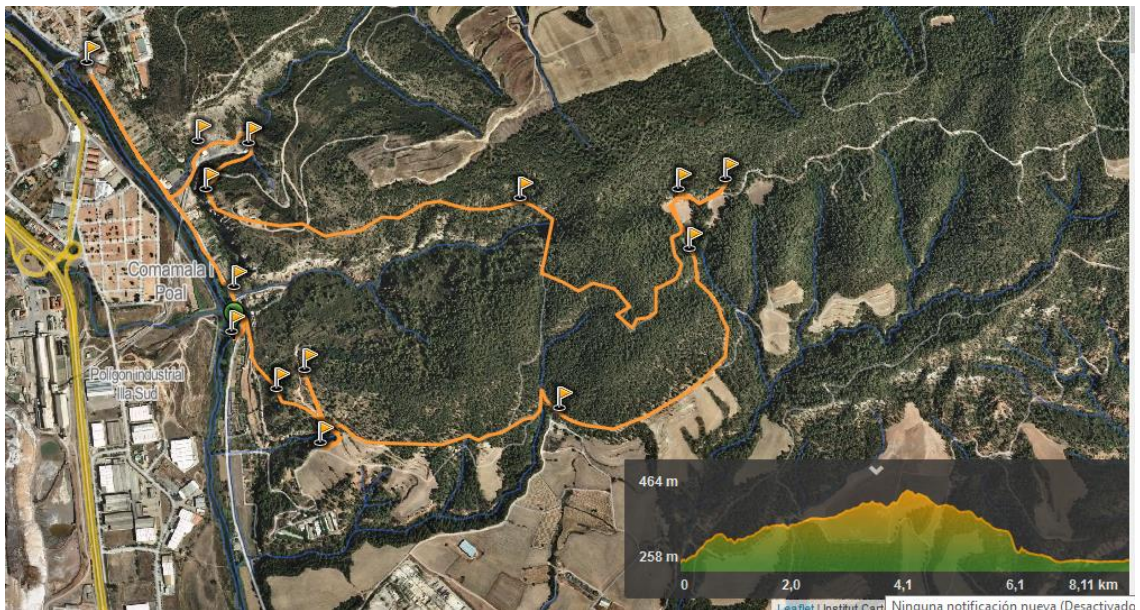 Comamala
Poal
Polígon industrial
Illa Sud
464 m
258 m
0 2,0 4,1 6,1 8,11 km
Leaflet | Institut Cart
Ninguna notificación nueva (Desactivado